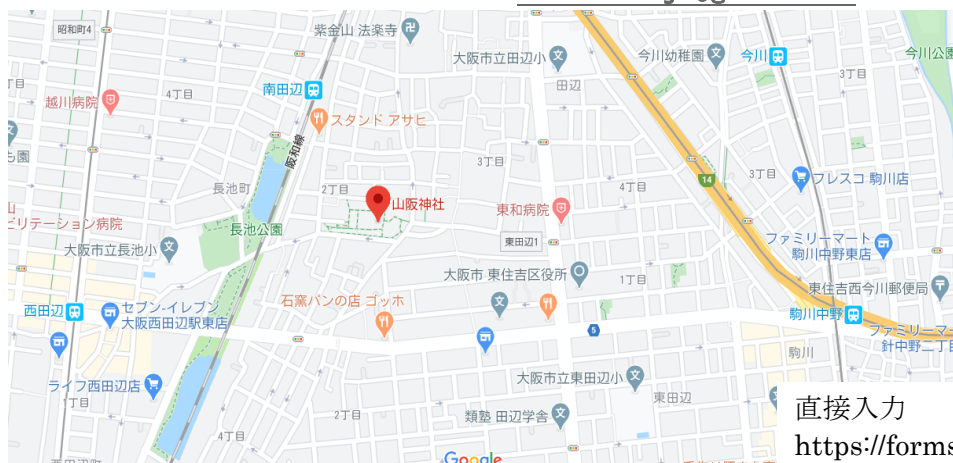 昭和町4
紫金山 法楽寺
大阪市立田辺小
今川幼稚園
今川
今川公園
丁目
4丁目
南田辺
田辺
3丁目
越川病院
スタンド アサヒ
も園
阪和線
3丁目
14
3丁目
フレスコ 駒川店
長池町
2丁目
山阪神社
4丁目
東和病院
山
ビリテーション病院
長池公園
東田辺1
ファミリーマート
駒川中野東店
大阪市立長池小
大阪市 東住吉区役所
1丁目
東住吉西今川郵便局
西田辺
セブン-イレブン
大阪西田辺駅東店
石窯パンの店 ゴッホ
5
駒川中野
ファミリーマー
針中野二丁目
駒川
ライフ西田辺店
大阪市立東田辺小
1丁目
東田辺
2丁目
類塾 田辺学舎
4丁目
Google
直接入力
https://forms